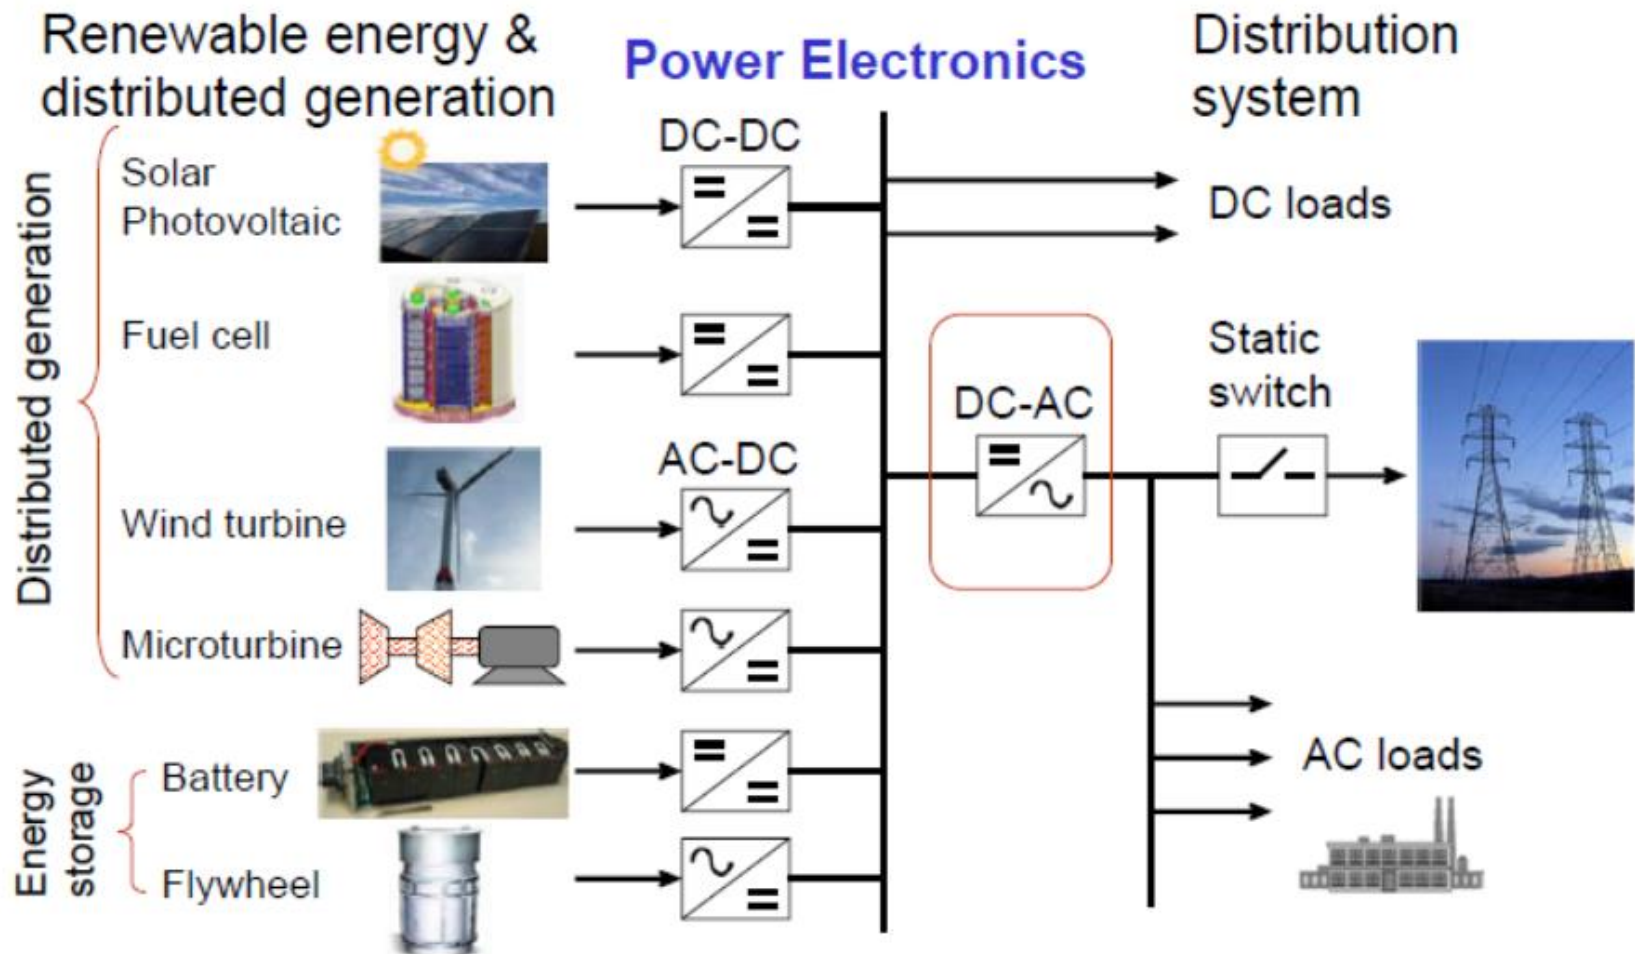 Renewable energy &
distributed generation
Power Electronics
Distribution
system
Distributed generation
Solar
Photovoltaic
DC-DC
DC loads
Fuel cell
Static
switch
DC-AC
AC-DC
Wind turbine
Microturbine
Energy
storage
Battery
AC loads
Flywheel